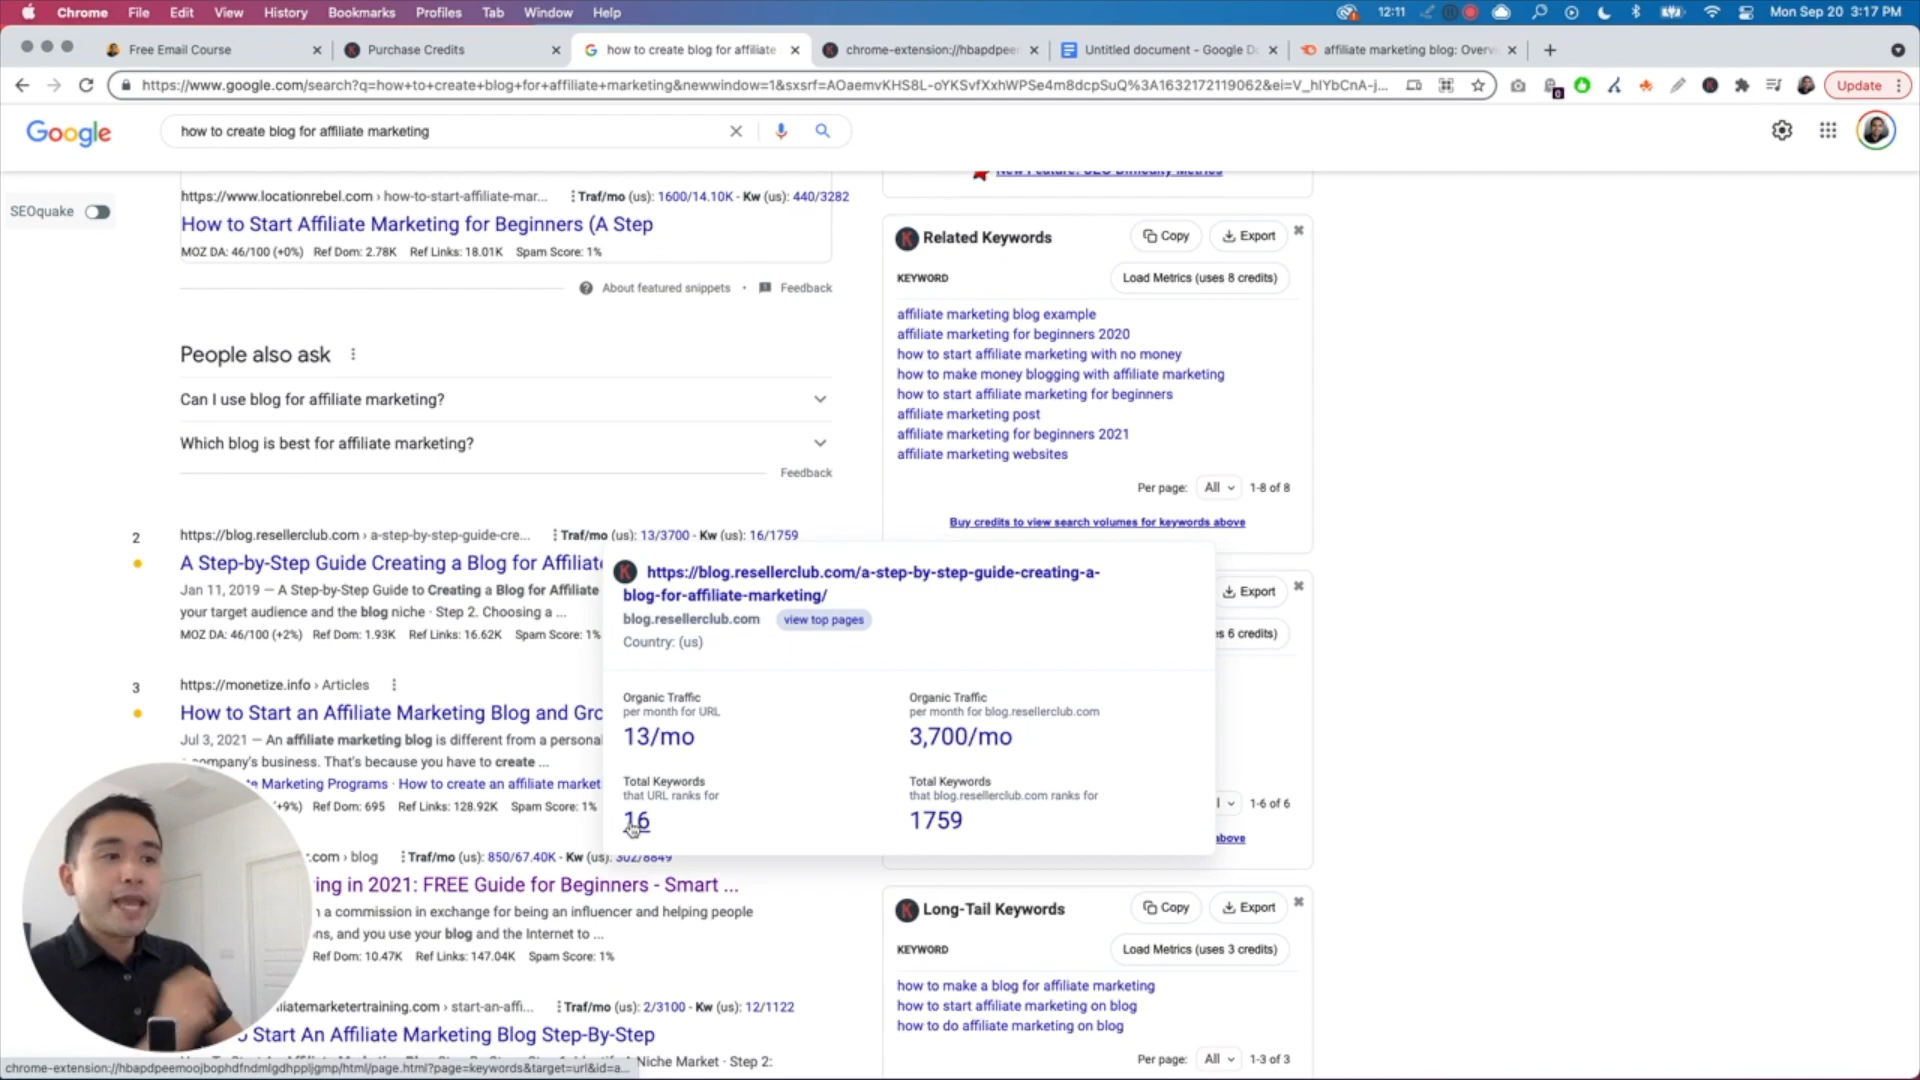 Chrome File Edit View History Bookmarks Profiles Tab Window Help 12:11 Mon Sep 20 3:17 PM
Free Email Course
Purchase Credits
how to create blog for affiliate
chrome-extension://hbapdpee
Untitled document - Google D
affiliate marketing blog: Overvi
https://www.google.com/search?q=how+to+create+blog+for+affiliate+marketing&newwindow=1&sxsrf=AOaemvKHS8L-oYKSvfXxhWPSe4m8dcpSuQ%3A1632172119062&ei=V_hIYbCnA-j...
0
Update
Google
how to create blog for affiliate marketing
SEOquake
https://www.locationrebel.com › how-to-start-affiliate-mar... Traf/mo (us): 1600/14.10K - Kw (us): 440/3282
How to Start Affiliate Marketing for Beginners (A Step
MOZ DA: 46/100 (+0%) Ref Dom: 2.78K Ref Links: 18.01K Spam Score: 1%
About featured snippets • Feedback
People also ask
Can I use blog for affiliate marketing?
Which blog is best for affiliate marketing?
Feedback
2
https://blog.resellerclub.com › a-step-by-step-guide-cre... Traf/mo (us): 13/3700 - Kw (us): 16/1759
A Step-by-Step Guide Creating a Blog for Affiliate
Jan 11, 2019 — A Step-by-Step Guide to Creating a Blog for Affiliate
your target audience and the blog niche · Step 2. Choosing a ...
MOZ DA: 46/100 (+2%) Ref Dom: 1.93K Ref Links: 16.62K Spam Score: 1%
3
https://monetize.info › Articles
How to Start an Affiliate Marketing Blog and Gro
Jul 3, 2021 — An affiliate marketing blog is different from a persona
company's business. That's because you have to create ...
te Marketing Programs · How to create an affiliate market
+9%) Ref Dom: 695 Ref Links: 128.92K Spam Score: 1%
.com › blog Traf/mo (us): 850/67.40K - Kw (us): 302/8849
ing in 2021: FREE Guide for Beginners - Smart ...
a commission in exchange for being an influencer and helping people
ns, and you use your blog and the Internet to ...
Ref Dom: 10.47K Ref Links: 147.04K Spam Score: 1%
iliatemarketertraining.com › start-an-affi... Traf/mo (us): 2/3100 - Kw (us): 12/1122
Start An Affiliate Marketing Blog Step-By-Step
Niche Market · Step 2:
chrome-extension://hbapdpeemoojbophdfndmlgdhppljgmp/html/page.html?page=keywords&target=url&id=a...
K https://blog.resellerclub.com/a-step-by-step-guide-creating-a-
blog-for-affiliate-marketing/
blog.resellerclub.com view top pages
Country: (us)
Organic Traffic
per month for URL
13/mo
Organic Traffic
per month for blog.resellerclub.com
3,700/mo
Total Keywords
that URL ranks for
16
Total Keywords
that blog.resellerclub.com ranks for
1759
New Feature: SEO Difficulty Metrics
K Related Keywords Copy Export
KEYWORD Load Metrics (uses 8 credits)
affiliate marketing blog example
affiliate marketing for beginners 2020
how to start affiliate marketing with no money
how to make money blogging with affiliate marketing
how to start affiliate marketing for beginners
affiliate marketing post
affiliate marketing for beginners 2021
affiliate marketing websites
Per page: All 1-8 of 8
Buy credits to view search volumes for keywords above
Export
s 6 credits)
1-6 of 6
above
K Long-Tail Keywords Copy Export
KEYWORD Load Metrics (uses 3 credits)
how to make a blog for affiliate marketing
how to start affiliate marketing on blog
how to do affiliate marketing on blog
Per page: All 1-3 of 3